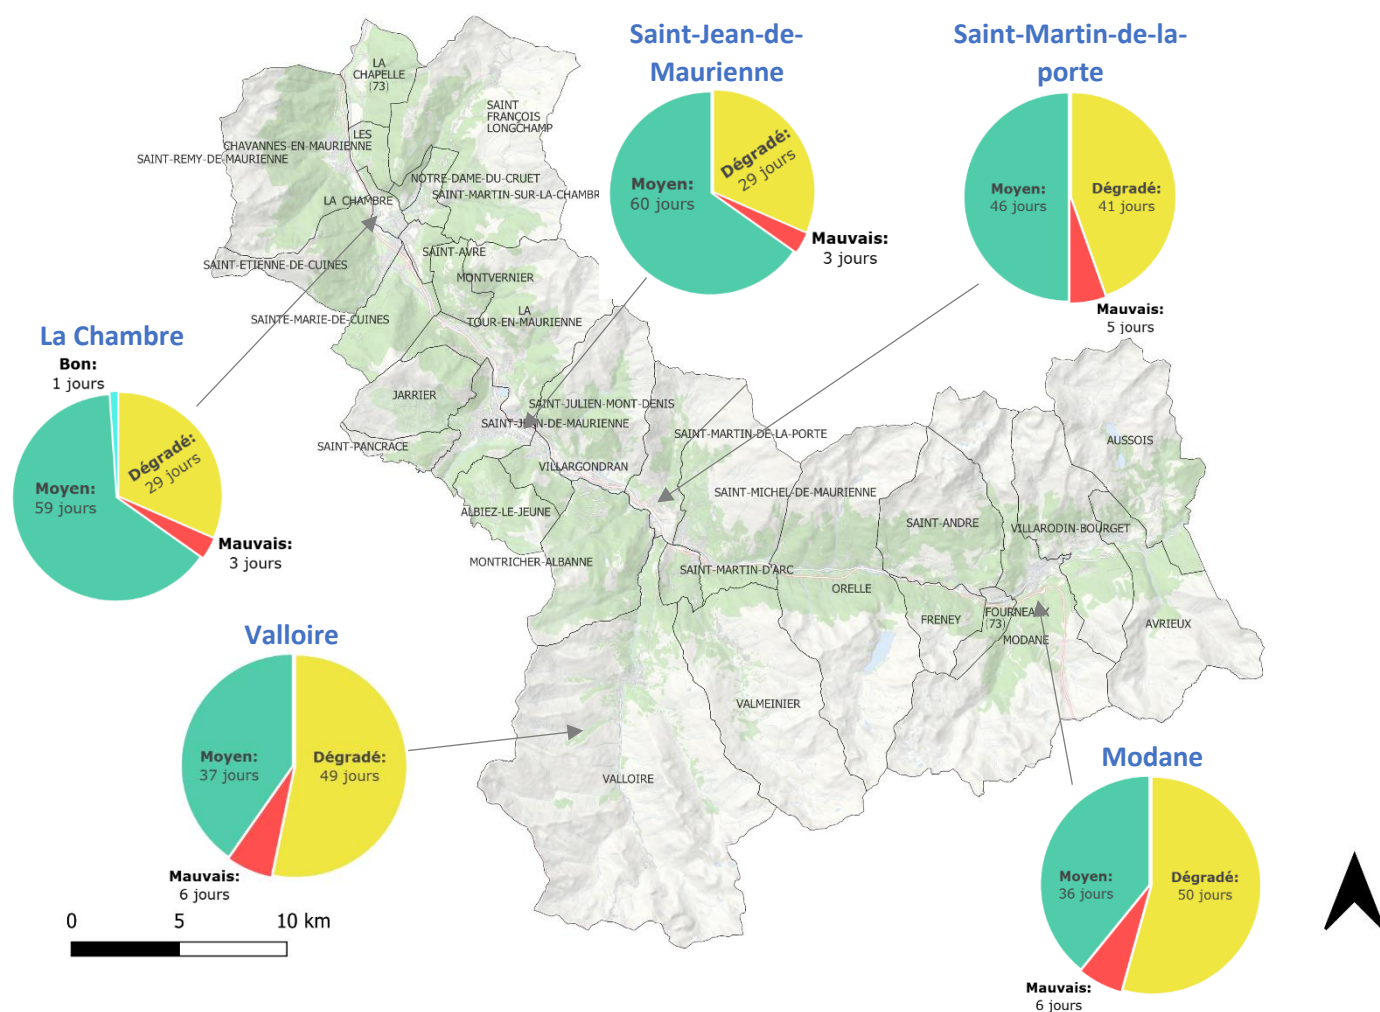 Saint-Jean-de-
Maurienne
Saint-Martin-de-la-
porte
LA
CHAPELLE
(73)
SAINT
FRANÇOIS
LONGCHAMP
LES
CHAVANNES-EN-MAURIENNE
SAINT-REMY-DE-MAURIENNE
NOTRE-DAME-DU-CRUET
SAINT-MARTIN-SUR-LA-CHAMBR
LA CHAMBRE
Moyen:
60 jours
Dégradé:
29 jours
Mauvais:
3 jours
Moyen:
46 jours
Dégradé:
41 jours
Mauvais:
5 jours
SAINT-AVRE
SAINT-ETIENNE-DE-CUINES
MONTVERNIER
SAINTE-MARIE-DE-CUINES
LA
TOUR-EN-MAURIENNE
La Chambre
Bon:
1 jours
Dégradé:
29 jours
Moyen:
59 jours
Mauvais:
3 jours
JARRIER
SAINT-JULIEN-MONT-DENIS
SAINT-JEAN-DE-MAURIENNE
SAINT-PANCRACE
SAINT-MARTIN-DE-LA-PORTE
VILLARGONDRAN
AUSSOIS
SAINT-MICHEL-DE-MAURIENNE
ALBIEZ-LE-JEUNE
SAINT-ANDRE
VILLARODIN-BOURGET
MONTRICHER-ALBANNE
SAINT-MARTIN-D'ARC
ORELLE
FRENEY
FOURNEAUX
(73)
MODANE
AVRIEUX
Valloire
Moyen:
37 jours
Dégradé:
49 jours
Mauvais:
6 jours
VALMEINIER
VALLOIRE
Modane
Moyen:
36 jours
Dégradé:
50 jours
Mauvais:
6 jours
0 5 10 km